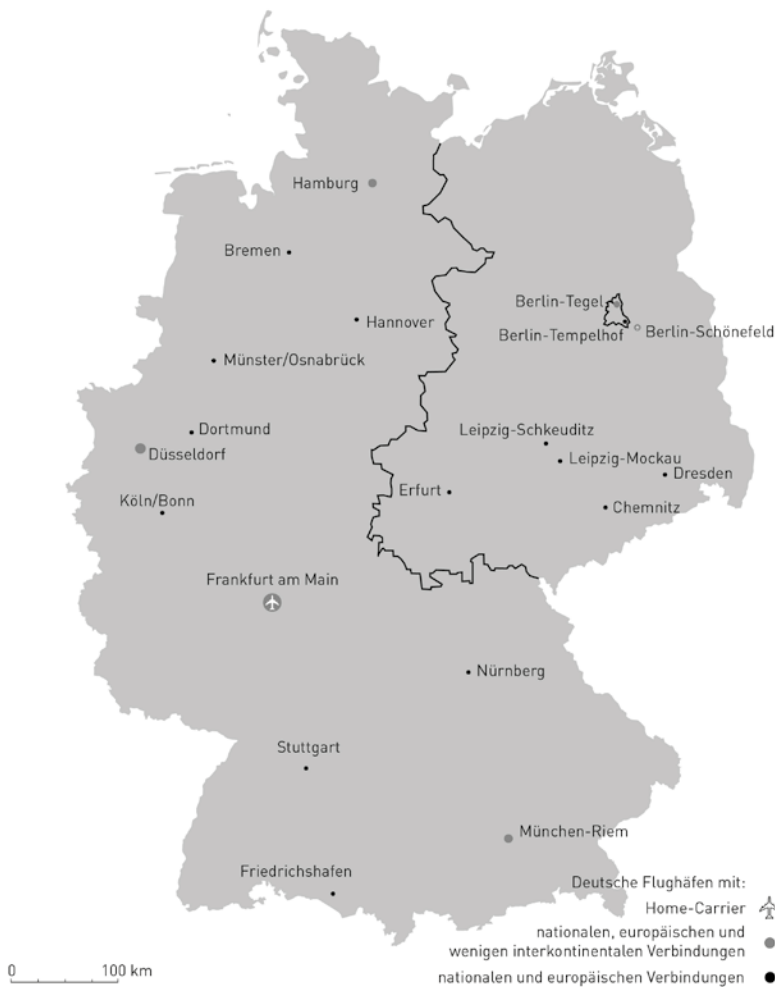 Hamburg
Bremen
Hannover
Berlin-Tegel
Berlin-Tempelhof
Berlin-Schönefeld
Münster/Osnabrück
Dortmund
Düsseldorf
Leipzig-Schkeuditz
Leipzig-Mockau
Dresden
Erfurt
Köln/Bonn
Chemnitz
Frankfurt am Main
Nürnberg
Stuttgart
München-Riem
Friedrichshafen
Deutsche Flughäfen mit:
Home-Carrier
nationalen, europäischen und
wenigen interkontinentalen Verbindungen
nationalen und europäischen Verbindungen
0 100 km